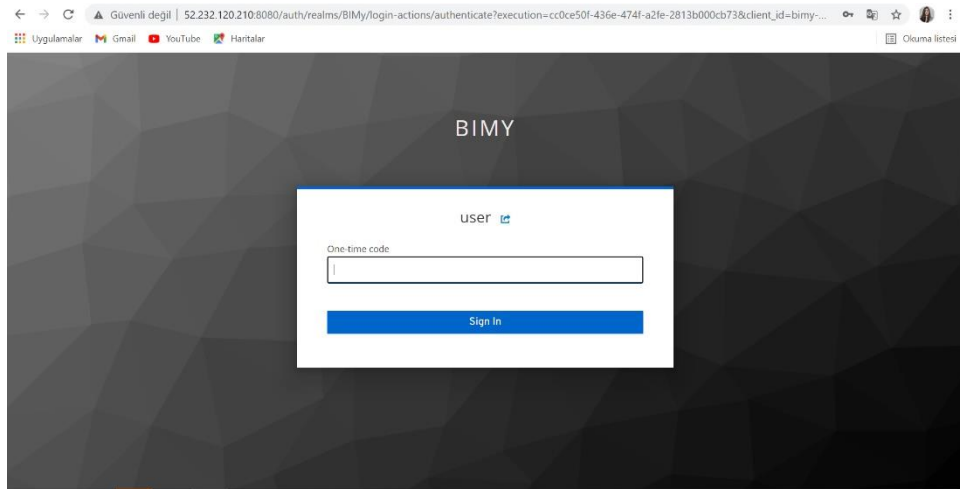 Güvenli değil | 52.232.120.210:8080/auth/realms/BIMy/login-actions/authenticate?execution=cc0ce50f-436e-474f-a2fe-2813b000cb73&client_id=bimy-...
Uygulamalar Gmail YouTube Haritalar Okuma listesi
BIMY
user
One-time code
Sign In